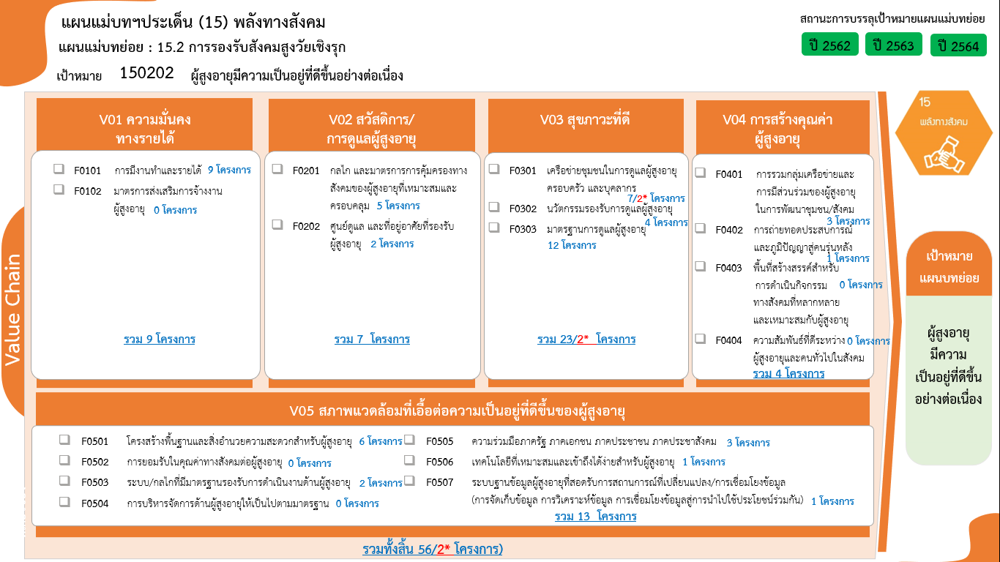 แผนแม่บทฯประเด็น (15) พลังทางสังคม
แผนแม่บทย่อย : 15.2 การรองรับสังคมสูงวัยเชิงรุก
เป้าหมาย 150202 ผู้สูงอายุมีความเป็นอยู่ที่ดีขึ้นอย่างต่อเนื่อง
สถานะการบรรลุเป้าหมายแผนแม่บทย่อย
ปี 2562 ปี 2563 ปี 2564
Value Chain
V01 ความมั่นคง
ทางรายได้
F0101 การมีงานทำและรายได้ 9 โครงการ
F0102 มาตรการส่งเสริมการจ้างงาน
ผู้สูงอายุ 0 โครงการ
รวม 9 โครงการ
V02 สวัสดิการ/
การดูแลผู้สูงอายุ
F0201 กลไก และมาตรการการคุ้มครองทาง
สังคมของผู้สูงอายุที่เหมาะสมและ
ครอบคลุม 5 โครงการ
F0202 ศูนย์ดูแล และที่อยู่อาศัยที่รองรับ
ผู้สูงอายุ 2 โครงการ
รวม 7 โครงการ
V03 สุขภาวะที่ดี
F0301 เครือข่ายชุมชนในการดูแลผู้สูงอายุ
ครอบครัว และบุคลากร
7/2* โครงการ
F0302 นวัตกรรมรองรับการดูแลผู้สูงอายุ
4 โครงการ
F0303 มาตรฐานการดูแลผู้สูงอายุ
12 โครงการ
รวม 23/2* โครงการ
V04 การสร้างคุณค่า
ผู้สูงอายุ
F0401 การรวมกลุ่มเครือข่ายและ
การมีส่วนร่วมของผู้สูงอายุ
ในการพัฒนาชุมชน/สังคม
3 โครงการ
F0402 การถ่ายทอดประสบการณ์
และภูมิปัญญาสู่คนรุ่นหลัง
1 โครงการ
F0403 พื้นที่สร้างสรรค์สำหรับ
การดำเนินกิจกรรม 0 โครงการ
ทางสังคมที่หลากหลาย
และเหมาะสมกับผู้สูงอายุ
F0404 ความสัมพันธ์ที่ดีระหว่าง 0 โครงการ
ผู้สูงอายุและคนทั่วไปในสังคม
รวม 4 โครงการ
V05 สภาพแวดล้อมที่เอื้อต่อความเป็นอยู่ที่ดีขึ้นของผู้สูงอายุ
F0501 โครงสร้างพื้นฐานและสิ่งอำนวยความสะดวกสำหรับผู้สูงอายุ 6 โครงการ
F0502 การยอมรับในคุณค่าทางสังคมต่อผู้สูงอายุ 0 โครงการ
F0503 ระบบ/กลไกที่มีมาตรฐานรองรับการดำเนินงานด้านผู้สูงอายุ 2 โครงการ
F0504 การบริหารจัดการด้านผู้สูงอายุให้เป็นไปตามมาตรฐาน 0 โครงการ
F0505 ความร่วมมือภาครัฐ ภาคเอกชน ภาคประชาชน ภาคประชาสังคม 3 โครงการ
F0506 เทคโนโลยีที่เหมาะสมและเข้าถึงได้ง่ายสำหรับผู้สูงอายุ 1 โครงการ
F0507 ระบบฐานข้อมูลผู้สูงอายุที่สอดรับการสถานการณ์ที่เปลี่ยนแปลง/การเชื่อมโยงข้อมูล
(การจัดเก็บข้อมูล การวิเคราะห์ข้อมูล การเชื่อมโยงข้อมูลสู่การนำไปใช้ประโยชน์ร่วมกัน) 1 โครงการ
รวม 13 โครงการ
รวมทั้งสิ้น 56/2* โครงการ)
15
พลังทางสังคม
เป้าหมาย
แผนบทย่อย
ผู้สูงอายุ
มีความ
เป็นอยู่ที่ดีขึ้น
อย่างต่อเนื่อง